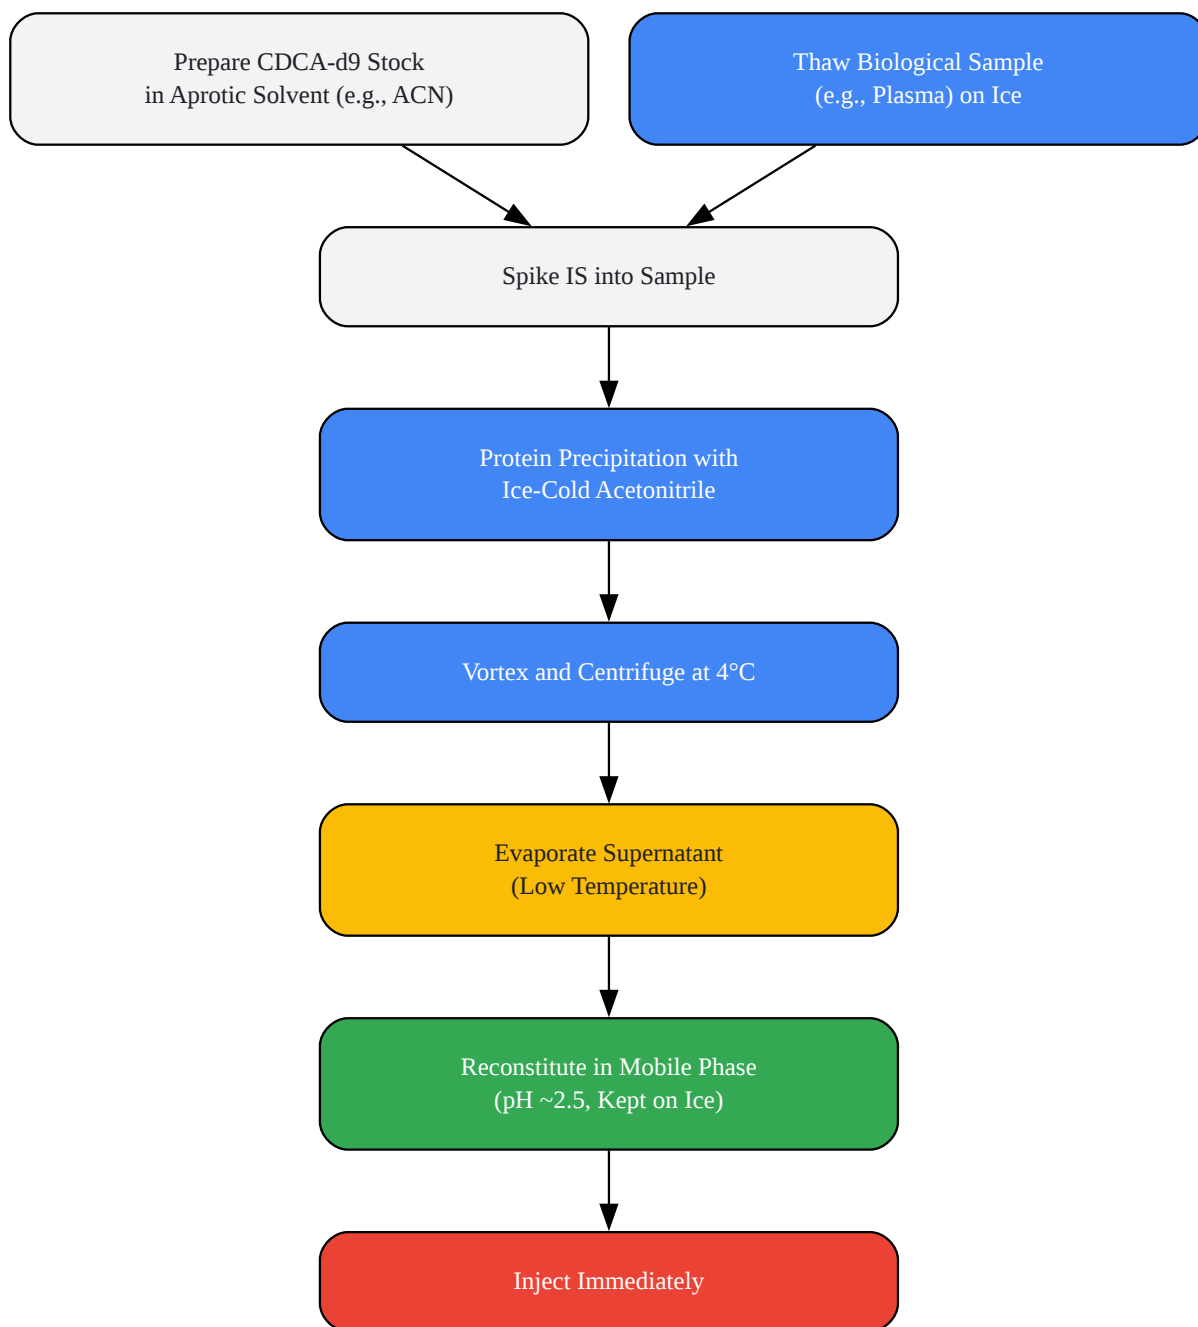 Prepare CDCA-d9 Stock
in Aprotic Solvent (e.g., ACN)
Thaw Biological Sample
(e.g., Plasma) on Ice
Spike IS into Sample
Protein Precipitation with
Ice-Cold Acetonitrile
Vortex and Centrifuge at 4°C
Evaporate Supernatant
(Low Temperature)
Reconstitute in Mobile Phase
(pH ~2.5, Kept on Ice)
Inject Immediately